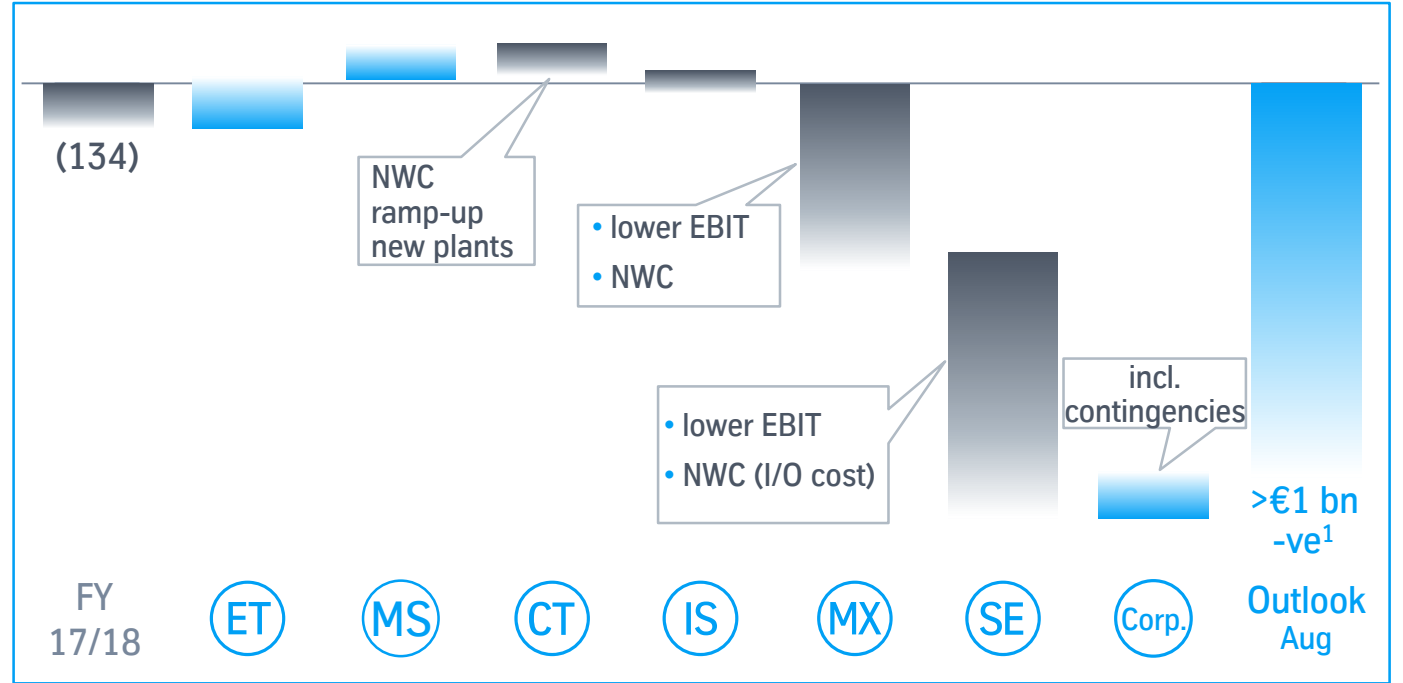 (134)
NWC
ramp-up
new plants
• lower EBIT
• NWC
• lower EBIT
• NWC (I/O cost)
incl.
contingencies
>€1 bn
-ve¹
FY
17/18
ET
MS
CT
IS
MX
SE
Corp.
Outlook
Aug